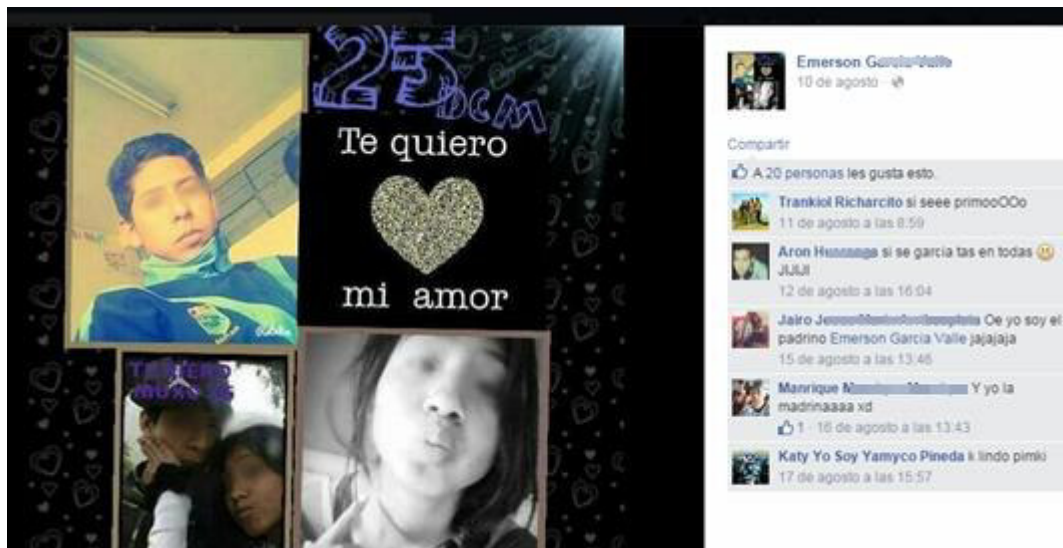 25
DCM
Te quiero
mi amor
MUXO
Emerson
10 de agosto
Compartir
A 20 personas les gusta esto.
Trankiol Richarcito si seee primooOOo
11 de agosto a las 8:59
Aron si se garcia tas en todas
JIJIJI
12 de agosto a las 16:04
Jairo Oe yo soy el
padrino Emerson Garcia Valle jajajaja
15 de agosto a las 13:46
Manrique Y yo la
madrinaaaa xd
1 · 16 de agosto a las 13:43
Katy Yo Soy Yamyco Pineda k lindo pimki
17 de agosto a las 15:57